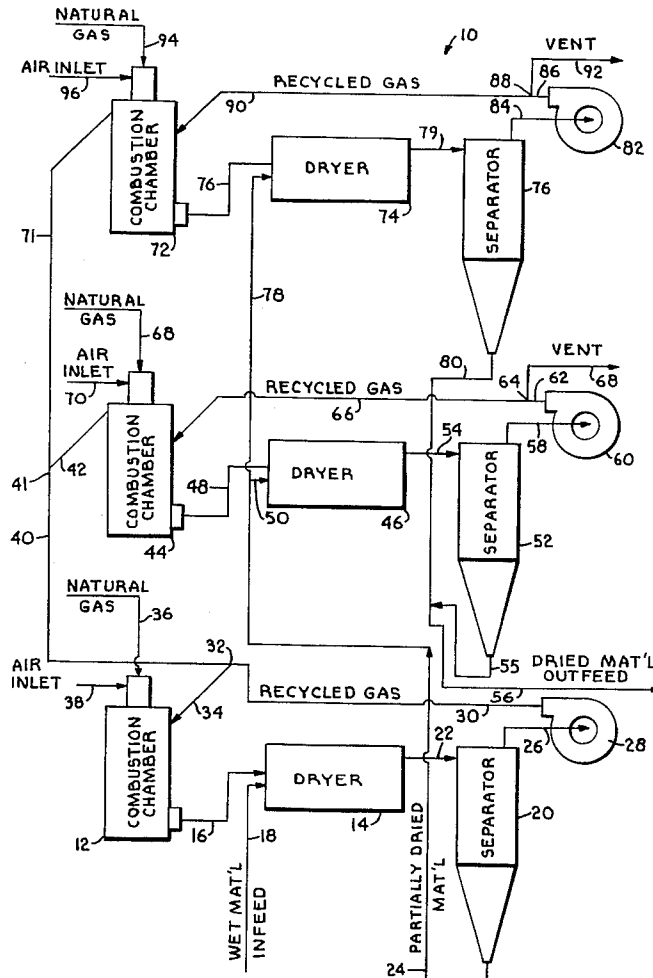 NATURAL
GAS
94
10
VENT
92
AIR INLET
96
RECYCLED GAS
90
88
86
84
82
COMBUSTION
CHAMBER
79
DRYER
76
74
SEPARATOR
76
72
71
78
NATURAL
GAS
68
80
VENT
68
AIR
INLET
70
RECYCLED GAS
66
64
62
58
60
54
DRYER
41
42
COMBUSTION
CHAMBER
48
50
46
SEPARATOR
52
40
44
NATURAL
GAS
36
32
55
DRIED MAT'L
OUTFEED
56
AIR
INLET
38
34
RECYCLED GAS
30
22
26
28
COMBUSTION
CHAMBER
DRYER
SEPARATOR
20
12
16
18
14
WET MAT'L
INFEED
PARTIALLY DRIED
MAT'L
24